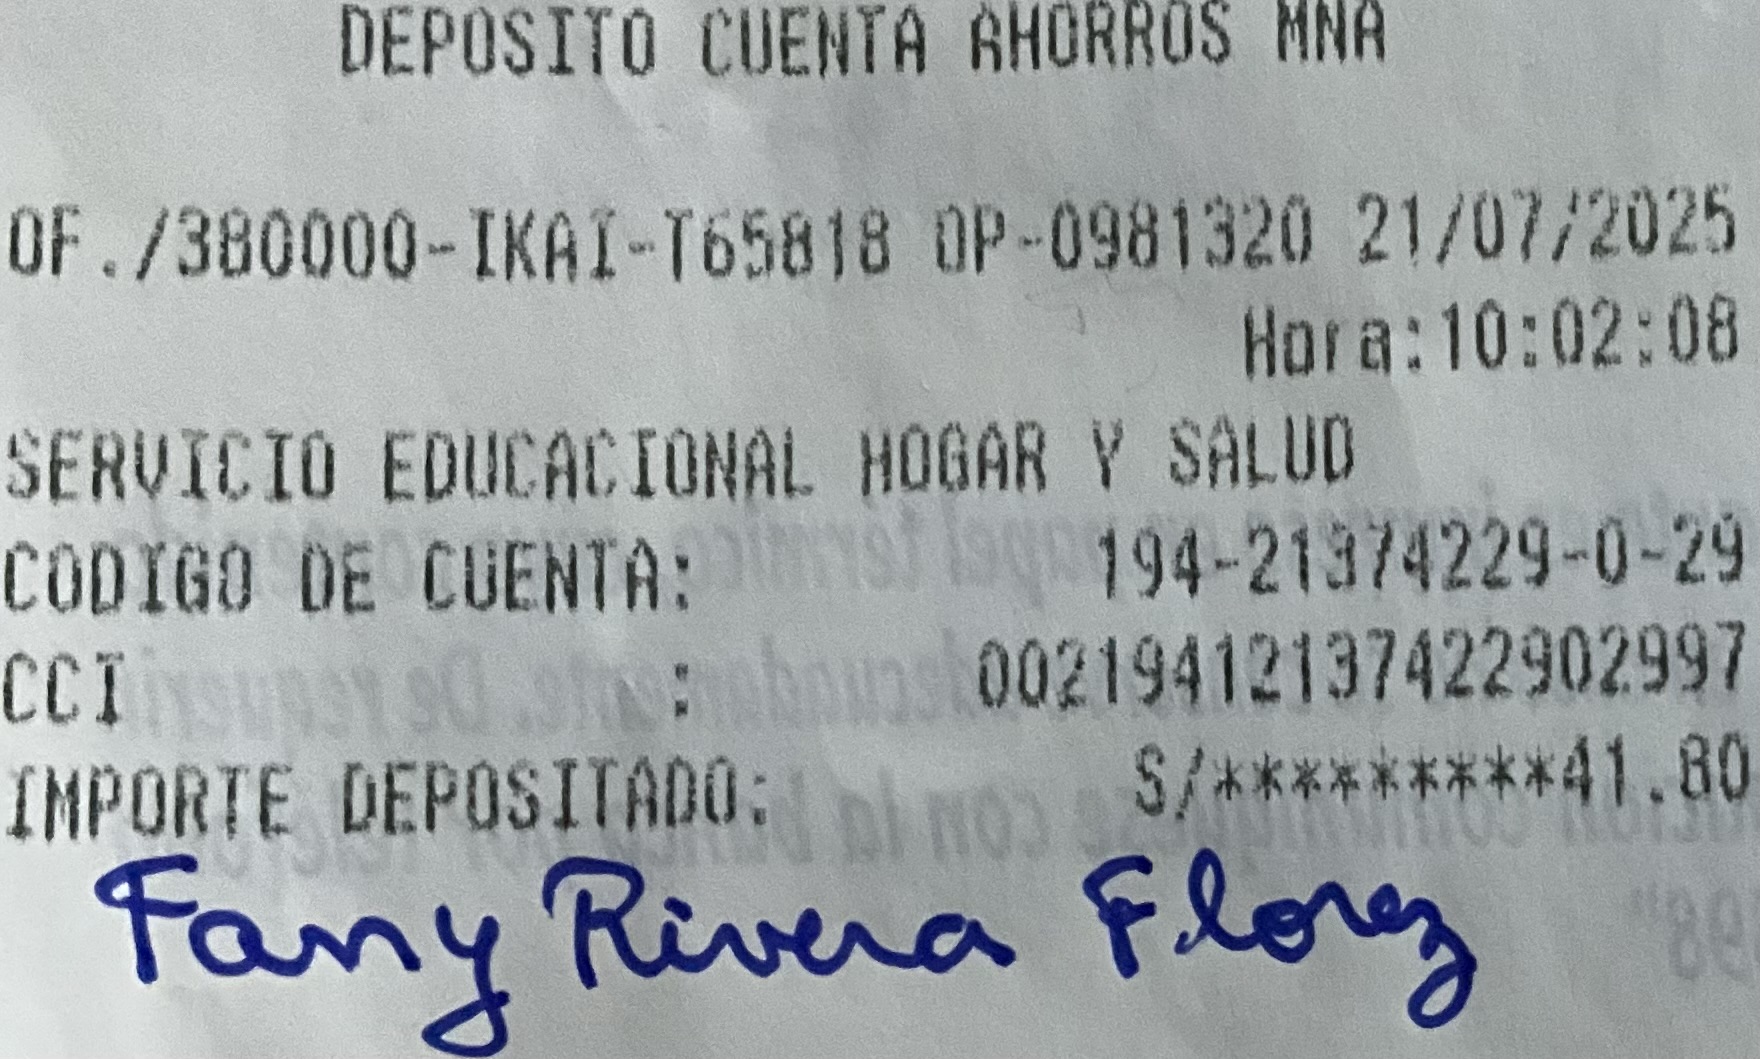 DEPOSITO CUENTA AHORROS MNA
OF./380000-IKAI-T65818 OP-0981320 21/07/2025
Hora:10:02:08
SERVICIO EDUCACIONAL HOGAR Y SALUD
CODIGO DE CUENTA: 194-21374229-0-29
CCI : 00219412137422902997
IMPORTE DEPOSITADO: S/*********41.80
Fany Rivera Florez